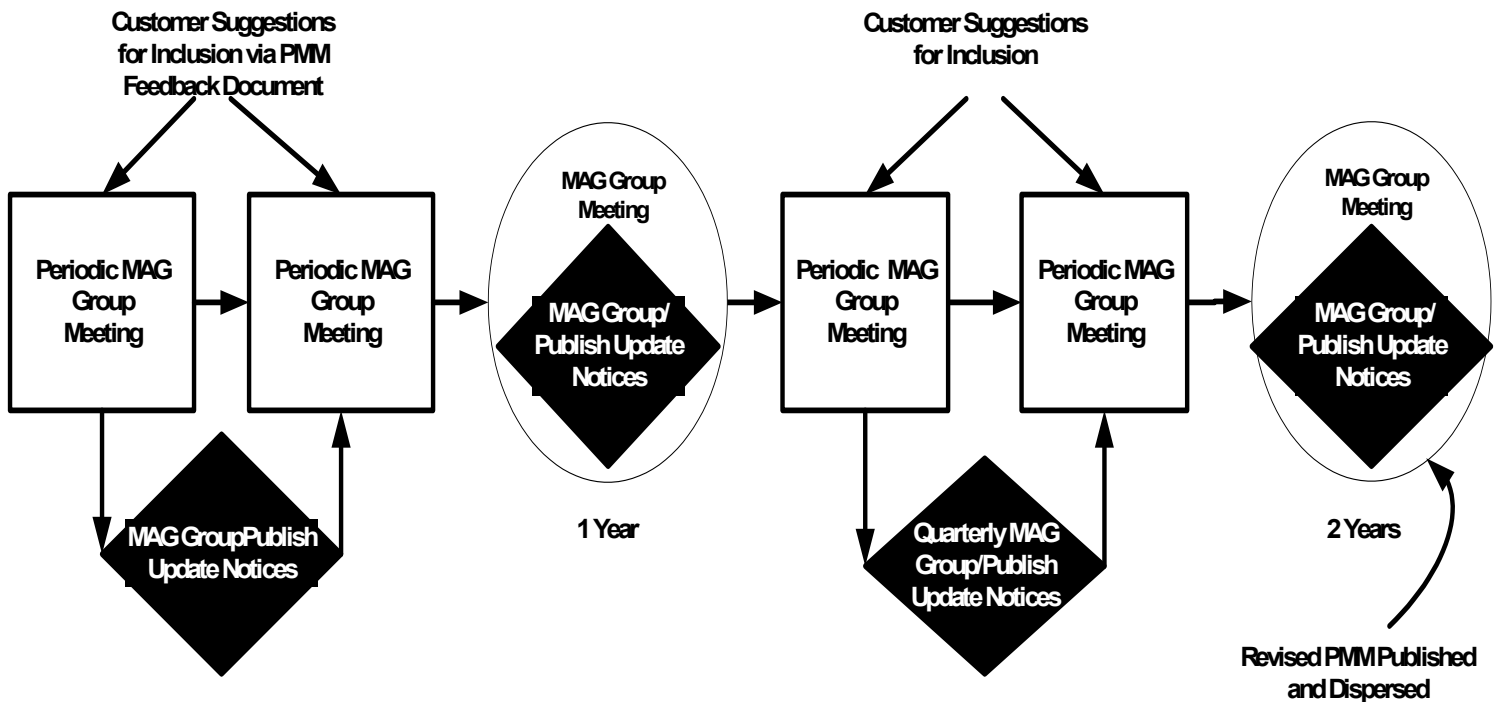 Customer Suggestions
for Inclusion via PMM
Feedback Document
Customer Suggestions
for Inclusion
Periodic MAG
Group
Meeting
Periodic MAG
Group
Meeting
MAG Group
Meeting
MAG Group/
Publish Update
Notices
Periodic MAG
Group
Meeting
Periodic MAG
Group
Meeting
MAG Group
Meeting
MAG Group/
Publish Update
Notices
MAG GroupPublish
Update Notices
1 Year
Quarterly MAG
Group/Publish
Update Notices
2 Years
Revised PMM Published
and Dispersed